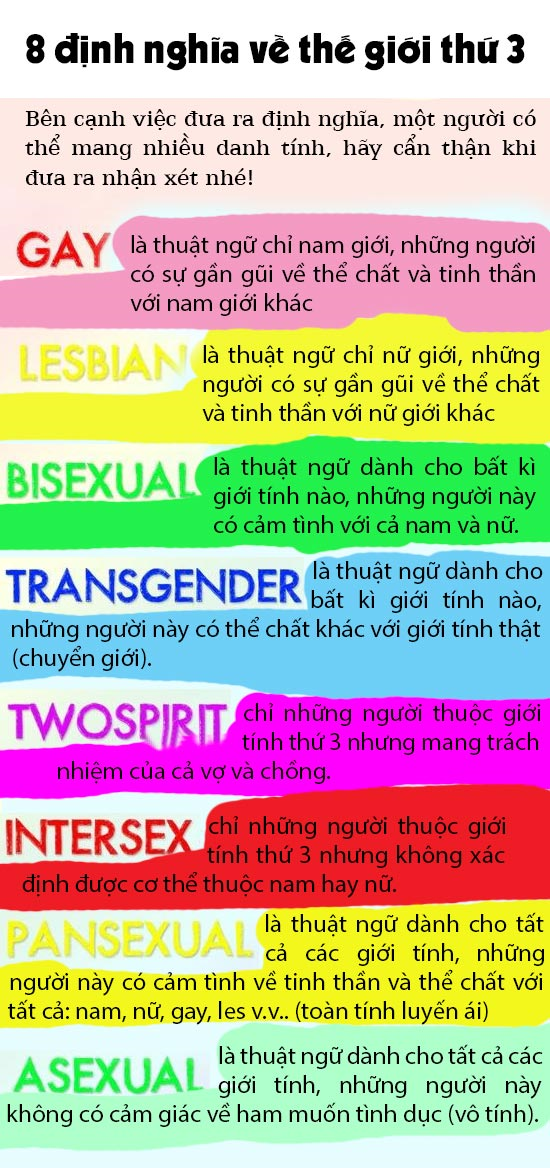 8 định nghĩa về thế giới thứ 3
Bên cạnh việc đưa ra định nghĩa, một người có
thể mang nhiều danh tính, hãy cẩn thận khi
đưa ra nhận xét nhé!
GAY là thuật ngữ chỉ nam giới, những người
có sự gần gũi về thể chất và tinh thần
với nam giới khác
LESBIAN là thuật ngữ chỉ nữ giới, những
người có sự gần gũi về thể chất
và tinh thần với nữ giới khác
BISEXUAL là thuật ngữ dành cho bất kì
giới tính nào, những người này
có cảm tình với cả nam và nữ.
TRANSGENDER là thuật ngữ dành cho
bất kì giới tính nào,
những người này có thể chất khác với giới tính thật
(chuyển giới).
TWOSPIRIT chỉ những người thuộc giới
tính thứ 3 nhưng mang trách
nhiệm của cả vợ và chồng.
INTERSEX chỉ những người thuộc giới
tính thứ 3 nhưng không xác
định được cơ thể thuộc nam hay nữ.
PANSEXUAL là thuật ngữ dành cho tất
cả các giới tính, những
người này có cảm tình về tinh thần và thể chất với
tất cả: nam, nữ, gay, les v.v.. (toàn tính luyến ái)
ASEXUAL là thuật ngữ dành cho tất cả các
giới tính, những người này
không có cảm giác về ham muốn tình dục (vô tính).